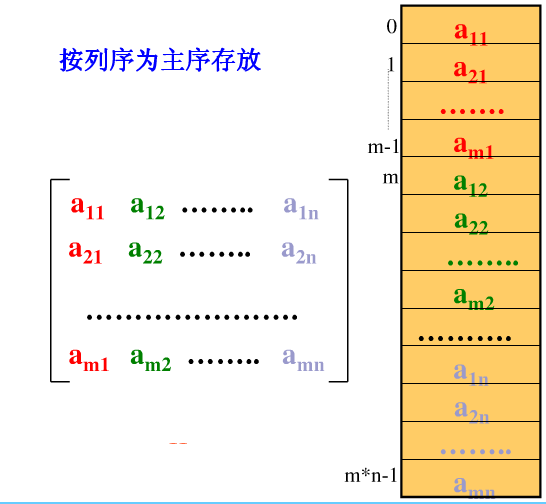 按列序为主序存放
a11 a12 …….. a1n
a21 a22 …….. a2n
………………….
am1 am2 …….. amn
0 a11
1 a21
…….
m-1 am1
m a12
a22
……..
am2
……….
a1n
a2n
……..
m*n-1 amn